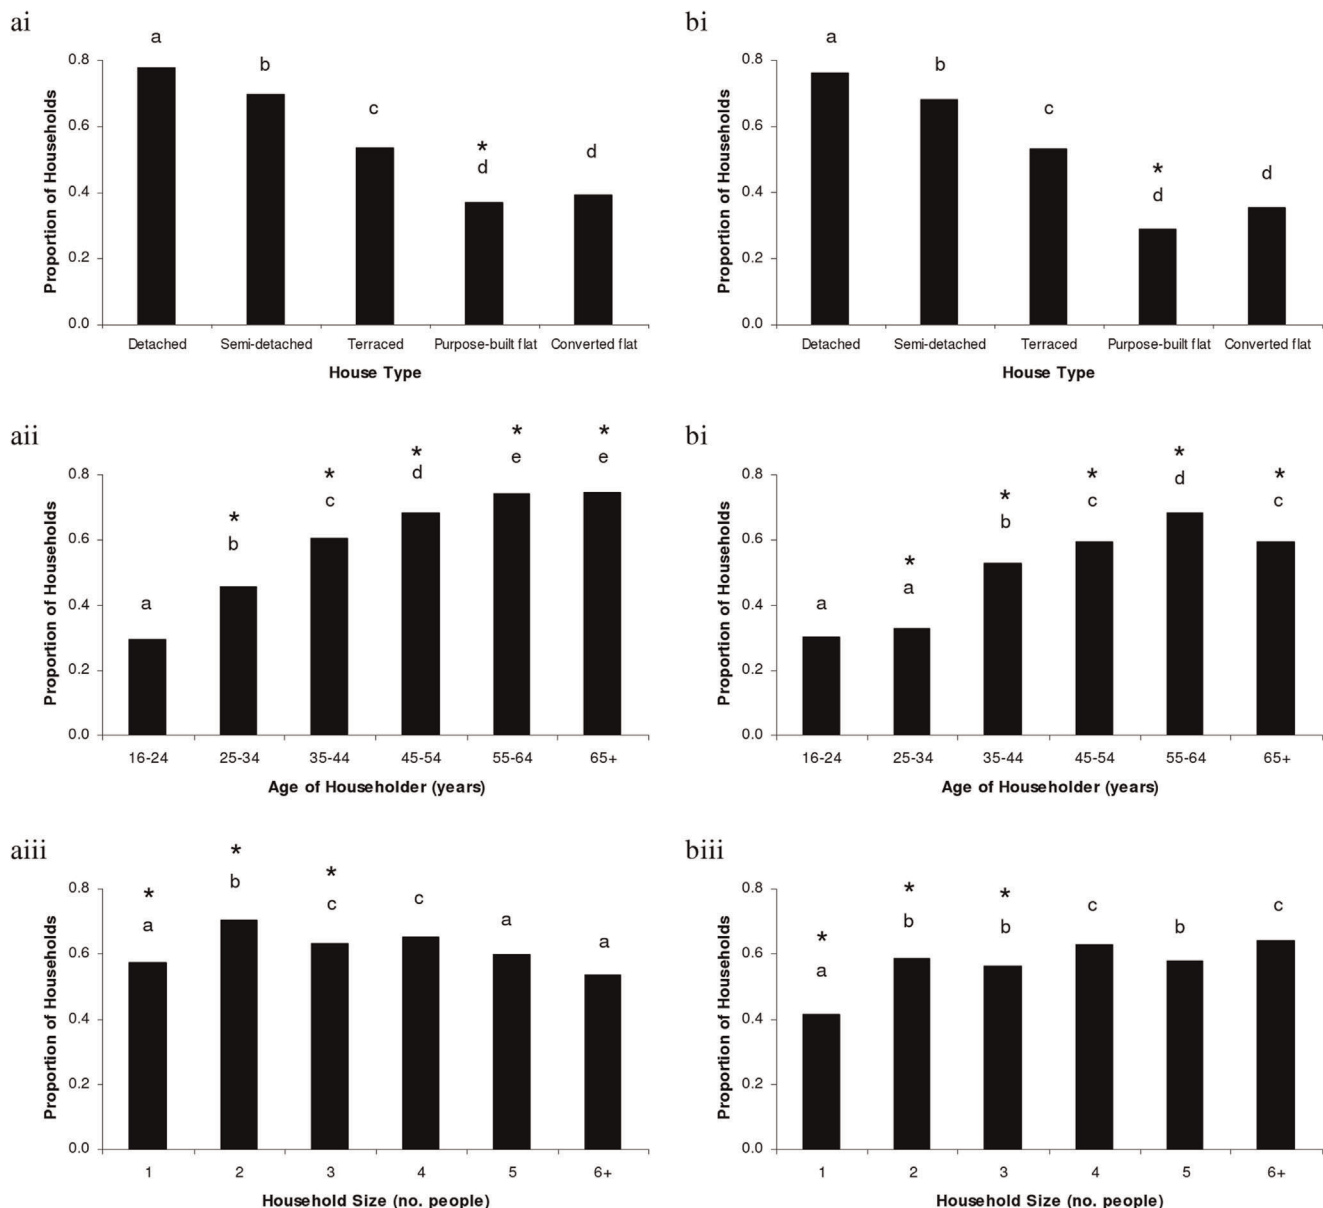 ai
a
b
c
*
d
d
0.8
0.6
0.4
0.2
0.0
Proportion of Households
Detached Semi-detached Terraced Purpose-built flat Converted flat
House Type
bi
a
b
c
*
d
d
0.8
0.6
0.4
0.2
0.0
Proportion of Households
Detached Semi-detached Terraced Purpose-built flat Converted flat
House Type
aii
a
*
b
*
c
*
d
*
e
*
e
0.8
0.6
0.4
0.2
0.0
Proportion of Households
16-24 25-34 35-44 45-54 55-64 65+
Age of Householder (years)
bi
a
*
a
*
b
*
c
*
d
*
c
0.8
0.6
0.4
0.2
0.0
Proportion of Households
16-24 25-34 35-44 45-54 55-64 65+
Age of Householder (years)
aiii
*
a
*
b
*
c
c
a
a
0.8
0.6
0.4
0.2
0.0
Proportion of Households
1 2 3 4 5 6+
Household Size (no. people)
biii
*
a
*
b
*
b
c
b
c
0.8
0.6
0.4
0.2
0.0
Proportion of Households
1 2 3 4 5 6+
Household Size (no. people)